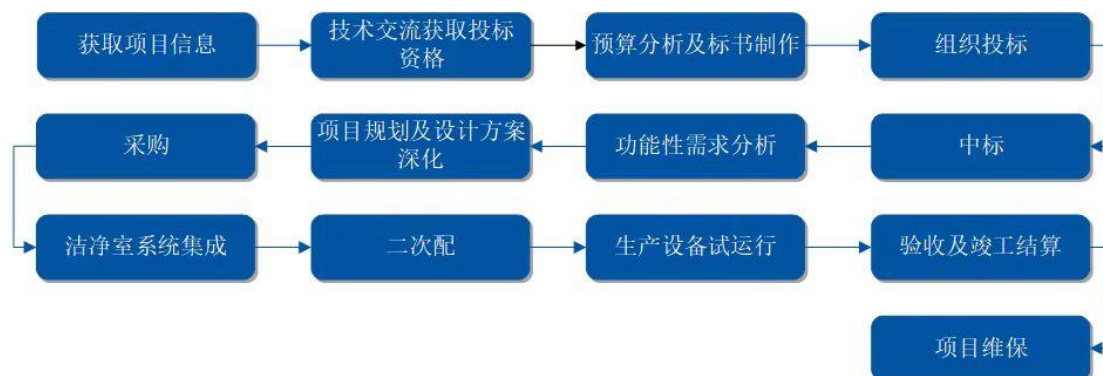 获取项目信息
技术交流获取投标
资格
预算分析及标书制作
组织投标
中标
功能性需求分析
项目规划及设计方案
深化
采购
洁净室系统集成
二次配
生产设备试运行
验收及竣工结算
项目维保